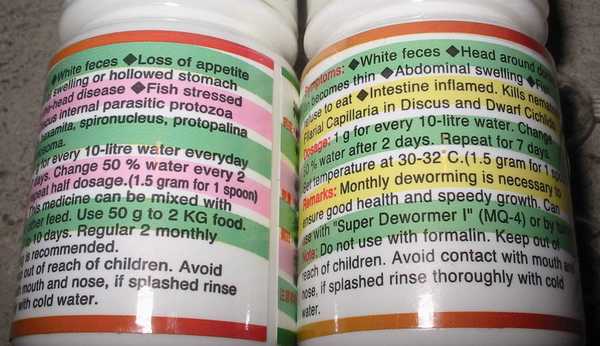 ◆White feces ◆Loss of appetite
swelling or hollowed stomach
-head disease ◆Fish stressed
internal parasitic protozoa
spironucleus, protopalina
for every 10-litre water everyday
days. Change 50 % water every 2
half dosage.(1.5 gram for 1 spoon)
This medicine can be mixed with
feed. Use 50 g to 2 KG food.
10 days. Regular 2 monthly
is recommended.
out of reach of children. Avoid
mouth and nose, if splashed rinse
with cold water.
Symptoms: ◆White feces ◆Head around
becomes thin ◆Abdominal swelling ◆
to eat ◆Intestine inflamed. Kills
Capillaria in Discus and Dwarf
Dosage: 1 g for every 10-litre water. Change
50 % water after 2 days. Repeat for 7 days.
Set temperature at 30-32°C.(1.5 gram for 1
Remarks: Monthly deworming is necessary to
ensure good health and speedy growth. Can
use with "Super Dewormer I" (MQ-4) or by
Note: Do not use with formalin. Keep out of
reach of children. Avoid contact with mouth and
nose, if splashed rinse thoroughly with cold
water.